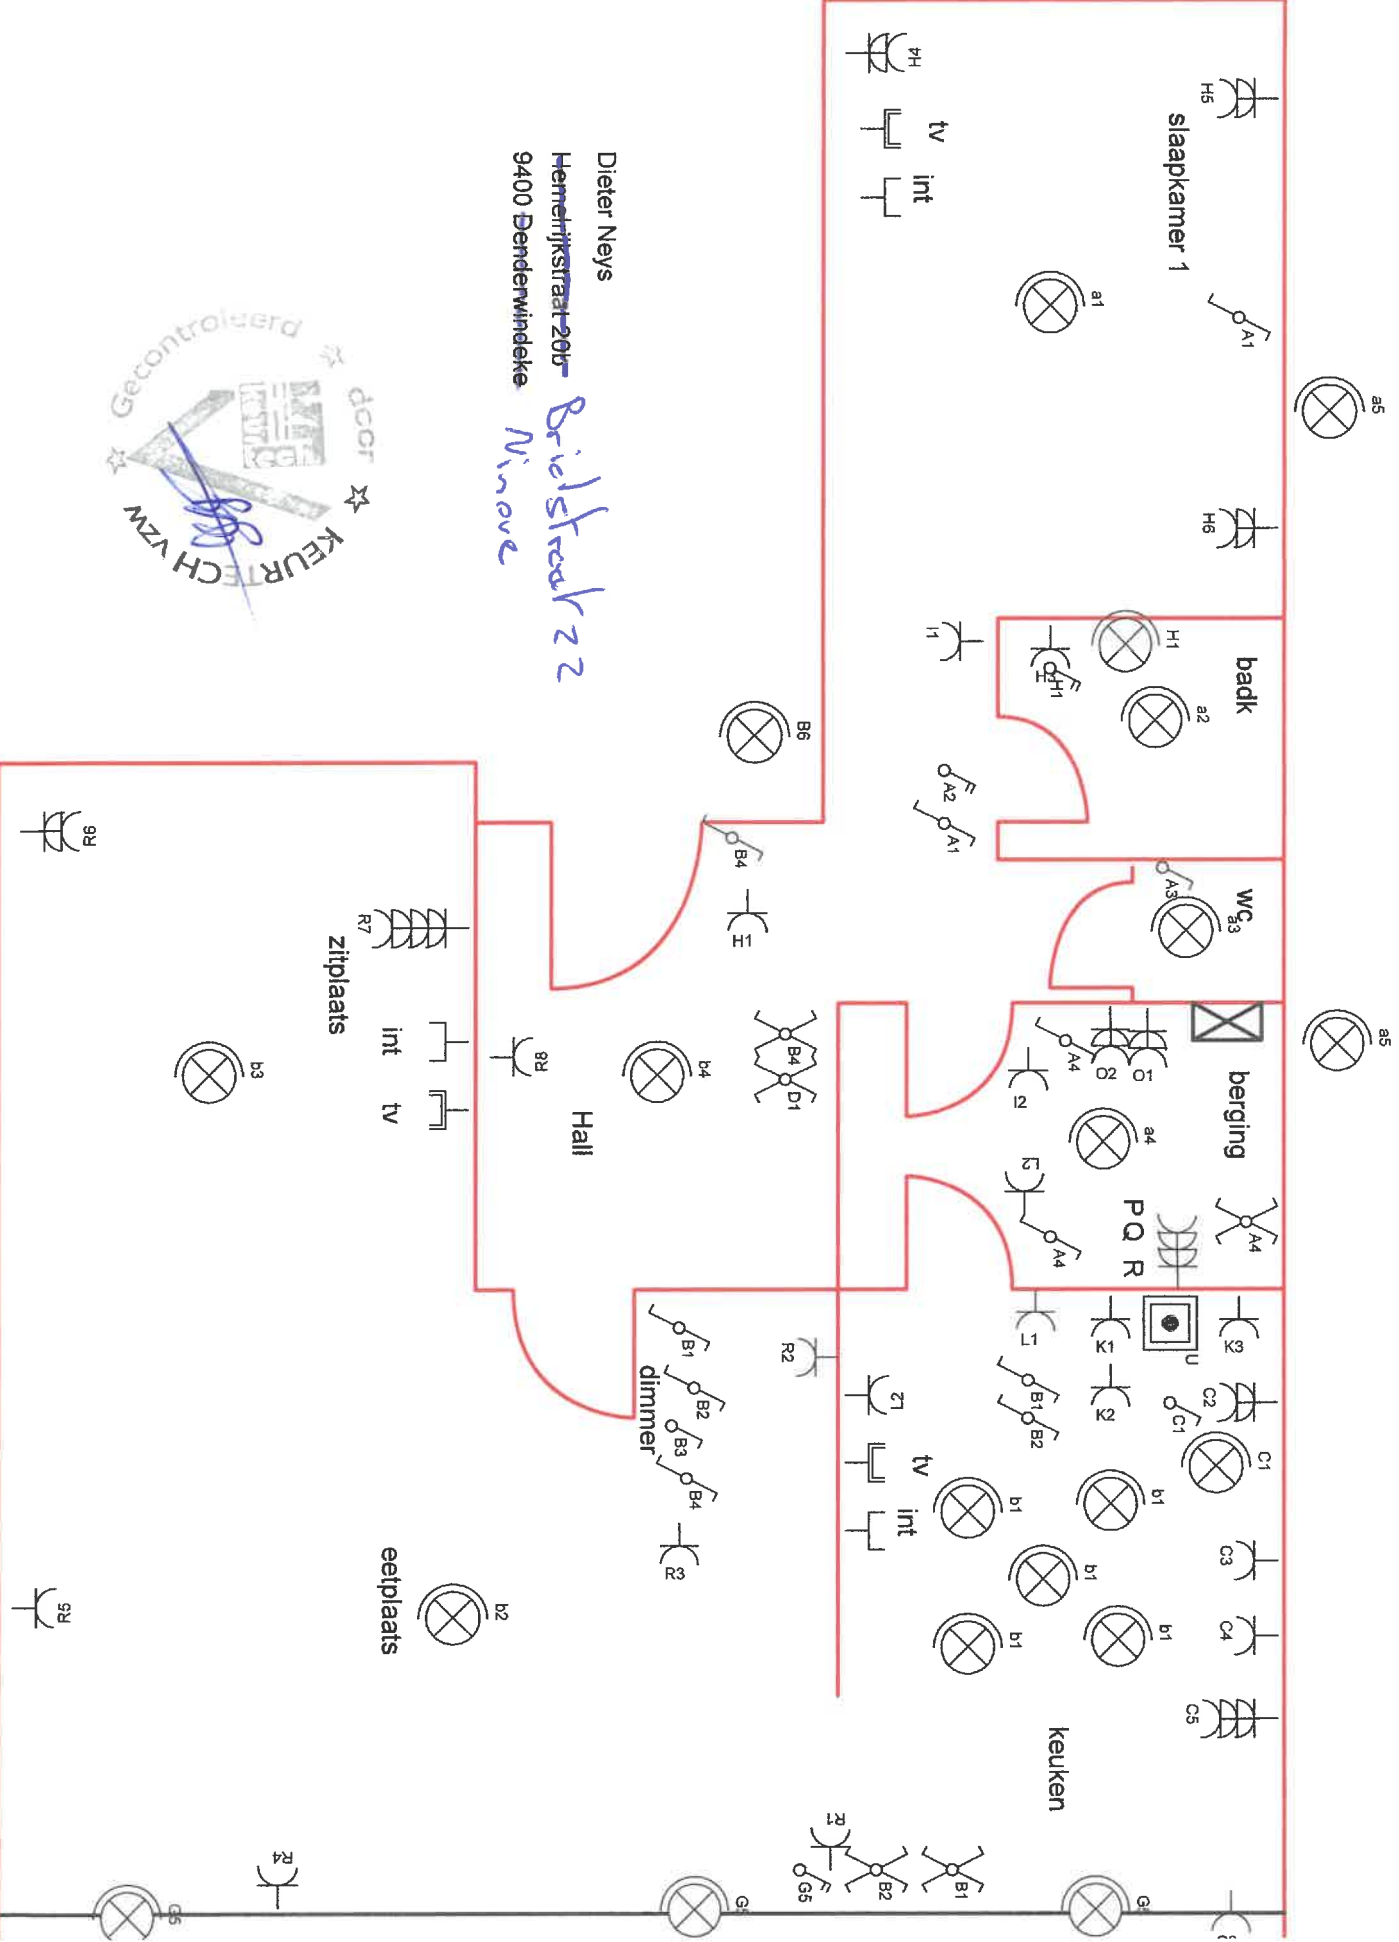 slaapkamer 1
H4
tv
int
H5
a1
A1
a5
H6
badk
H1
H1
a2
I1
A2
A1
wc
A3
a3
a5
berging
O2
O1
A4
I2
a4
A4
A4
P Q R
Dieter Neys
Hemelrijkstraat 20b Brielstraat 22
9400 Denderwindeke Ninove
Gecontroleerd door
KEURTECH VZW
B6
B4
H1
B4
D1
b4
Hall
R8
R6
R7
zitplaats
int
tv
b3
B1
B2
B3
B4
dimmer
R3
R2
L2
tv
int
L1
K1
K2
K3
U
B1
B2
C1
C2
C1
b1
b1
b1
b1
b1
C3
C4
C5
keuken
eetplaats
b2
R5
R4
R1
G5
B2
B1
G5